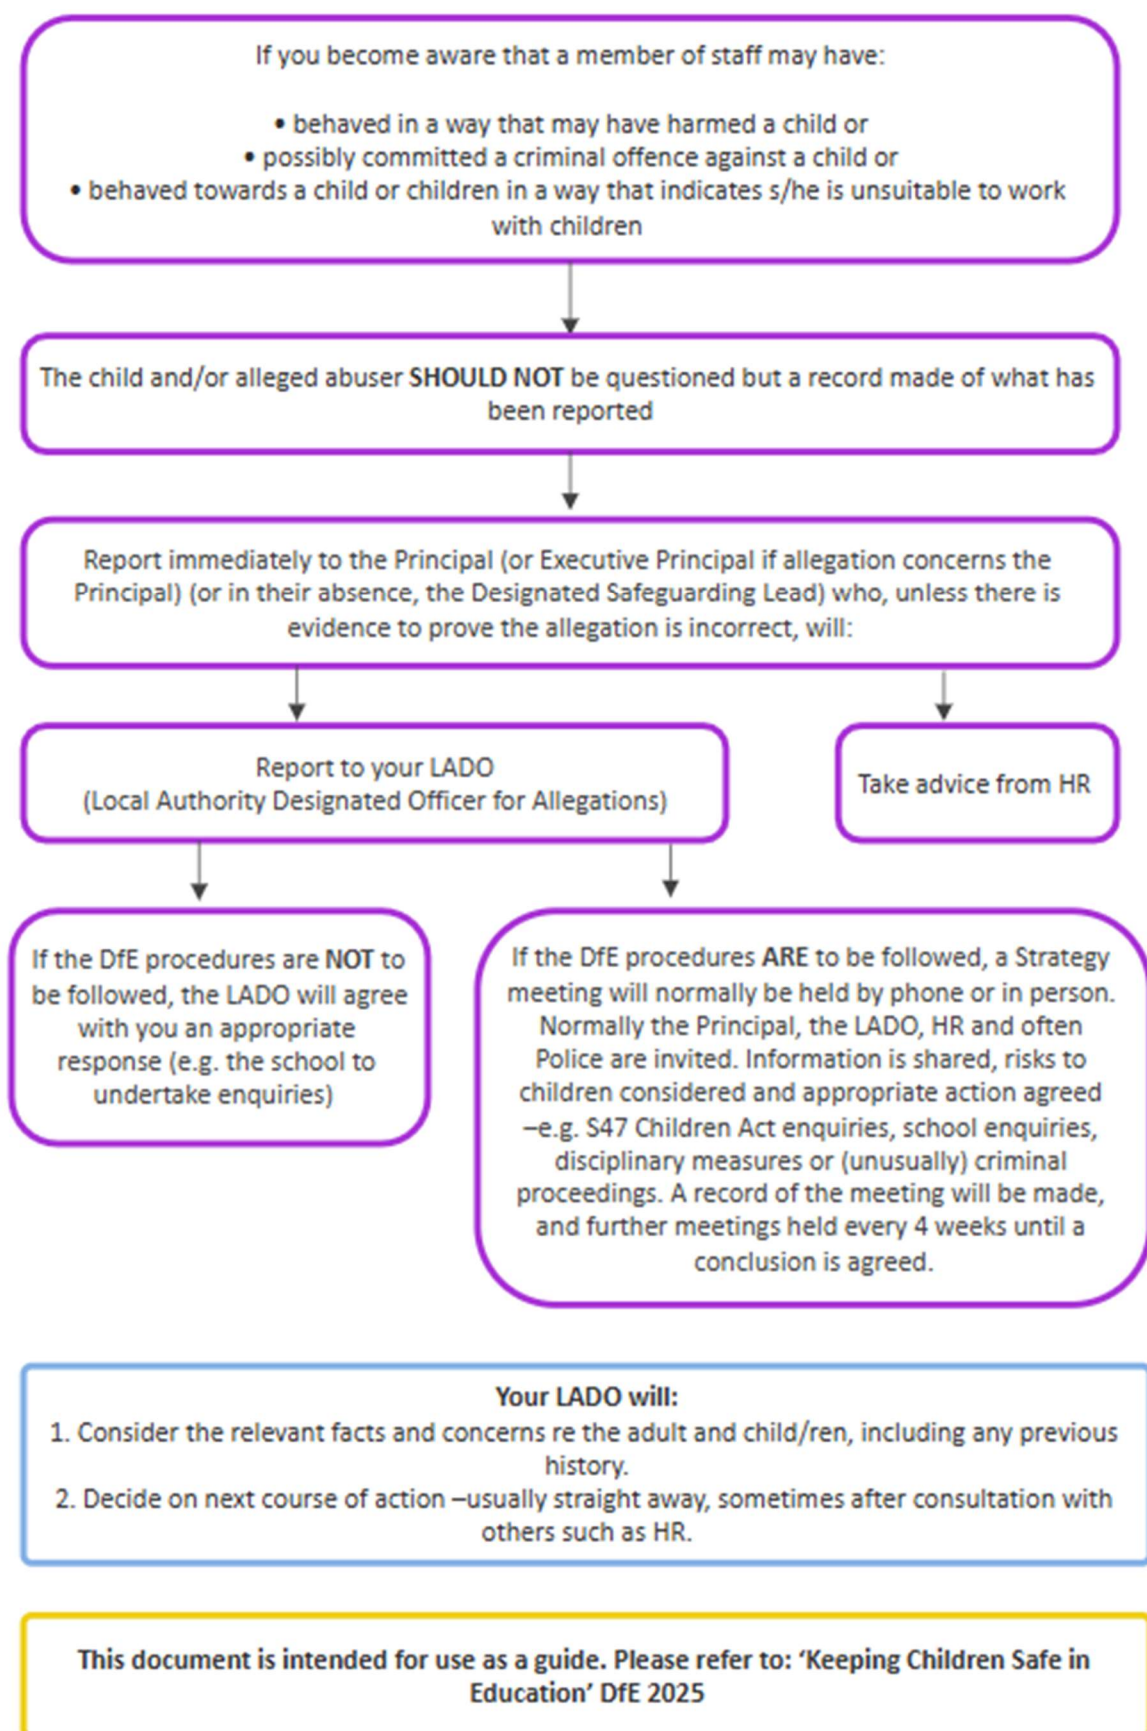 If you become aware that a member of staff may have:
• behaved in a way that may have harmed a child or
• possibly committed a criminal offence against a child or
• behaved towards a child or children in a way that indicates s/he is unsuitable to work
with children
The child and/or alleged abuser SHOULD NOT be questioned but a record made of what has
been reported
Report immediately to the Principal (or Executive Principal if allegation concerns the
Principal) (or in their absence, the Designated Safeguarding Lead) who, unless there is
evidence to prove the allegation is incorrect, will:
Report to your LADO
(Local Authority Designated Officer for Allegations)
Take advice from HR
If the DfE procedures are NOT to
be followed, the LADO will agree
with you an appropriate
response (e.g. the school to
undertake enquiries)
If the DfE procedures ARE to be followed, a Strategy
meeting will normally be held by phone or in person.
Normally the Principal, the LADO, HR and often
Police are invited. Information is shared, risks to
children considered and appropriate action agreed
–e.g. S47 Children Act enquiries, school enquiries,
disciplinary measures or (unusually) criminal
proceedings. A record of the meeting will be made,
and further meetings held every 4 weeks until a
conclusion is agreed.
Your LADO will:
1. Consider the relevant facts and concerns re the adult and child/ren, including any previous
history.
2. Decide on next course of action –usually straight away, sometimes after consultation with
others such as HR.
This document is intended for use as a guide. Please refer to: ‘Keeping Children Safe in
Education’ DfE 2025